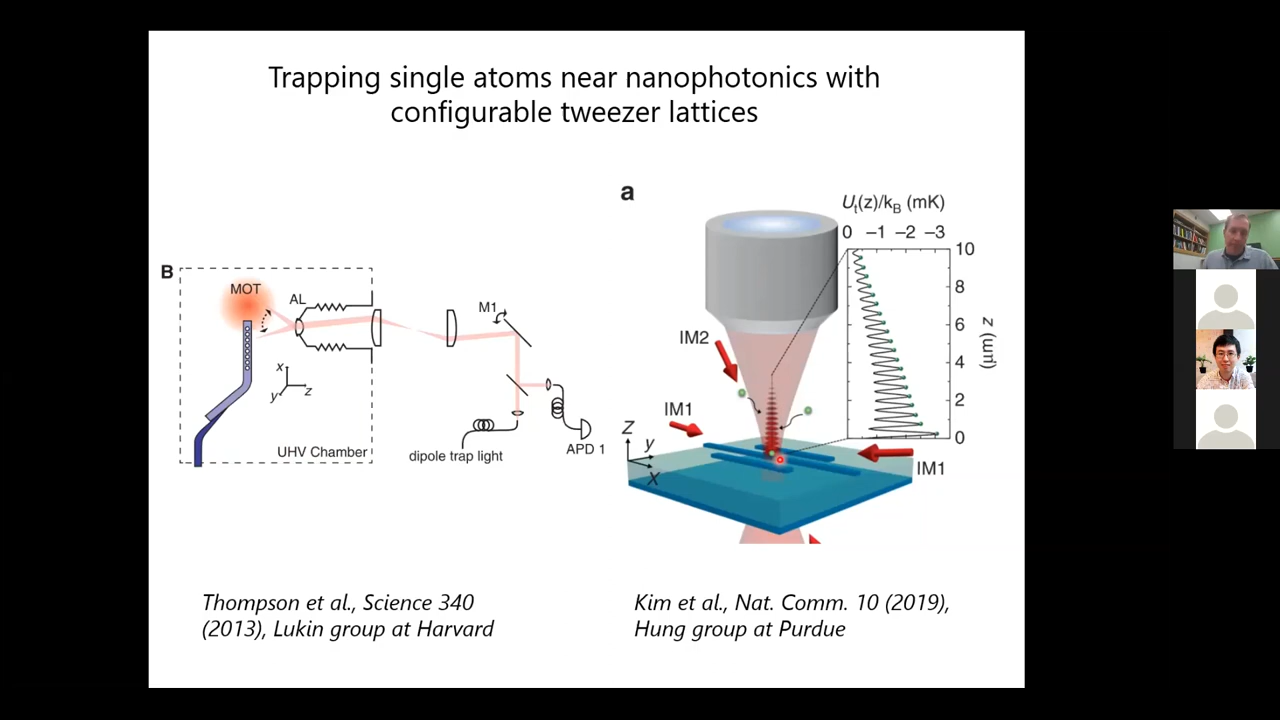 Trapping single atoms near nanophotonics with
configurable tweezer lattices
B
MOT
AL
M1
x
y
z
UHV Chamber
dipole trap light
APD 1
a
Uₜ(z)/k_B (mK)
0 −1 −2 −3
10
8
6
4
2
0
z (μm)
IM2
IM1
IM1
Z
y
X
Thompson et al., Science 340
(2013), Lukin group at Harvard
Kim et al., Nat. Comm. 10 (2019),
Hung group at Purdue